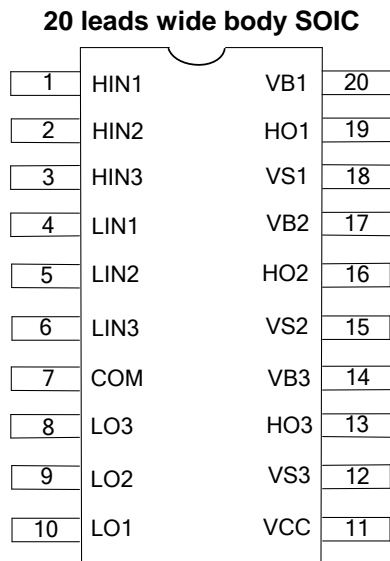 20 leads wide body SOIC
1 HIN1 VB1 20
2 HIN2 HO1 19
3 HIN3 VS1 18
4 LIN1 VB2 17
5 LIN2 HO2 16
6 LIN3 VS2 15
7 COM VB3 14
8 LO3 HO3 13
9 LO2 VS3 12
10 LO1 VCC 11